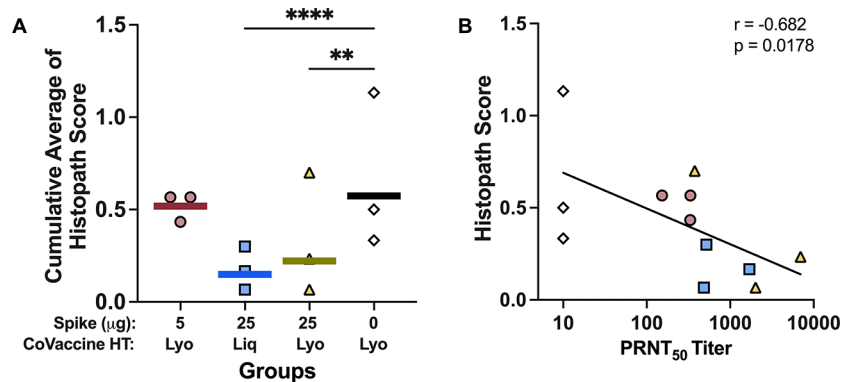 A
Cumulative Average of
Histopath Score
1.5
1.0
0.5
0.0
****
**
Spike (µg): 5 25 25 0
CoVaccine HT: Lyo Liq Lyo Lyo
Groups
B
Histopath Score
1.5
1.0
0.5
0.0
r = -0.682
p = 0.0178
10 100 1000 10000
PRNT50 Titer